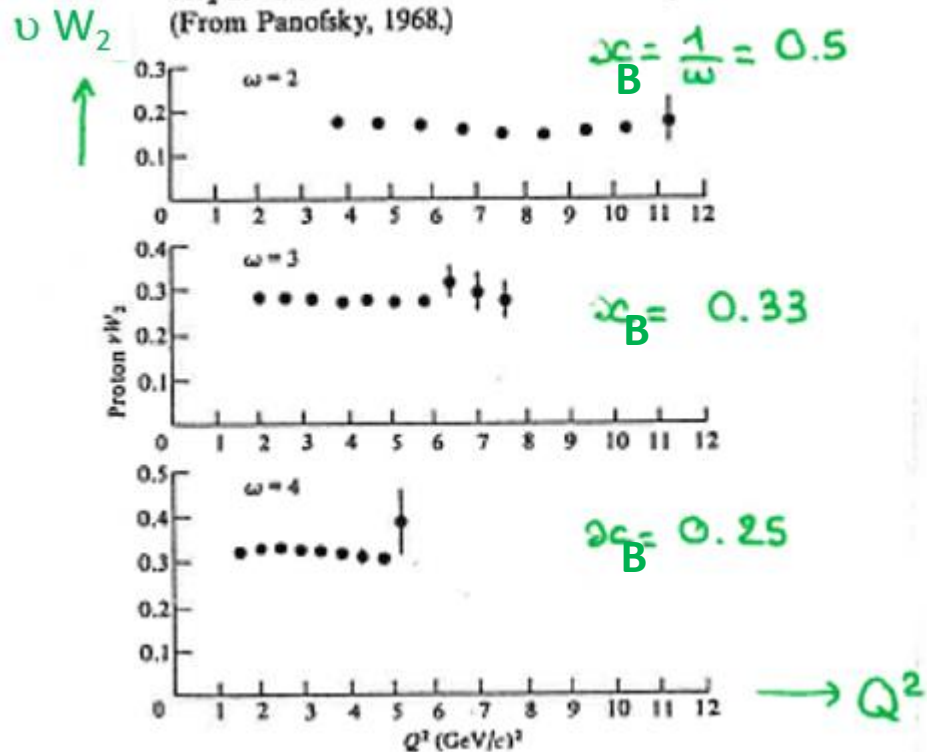 (From Panofsky, 1968.)
υ W₂
x_B = 1/ω = 0.5
ω = 2
0.3
0.2
0.1
0 1 2 3 4 5 6 7 8 9 10 11 12
ω = 3
0.4
0.3
0.2
0.1
x_B = 0.33
Proton νW₂
0 1 2 3 4 5 6 7 8 9 10 11 12
ω = 4
0.5
0.4
0.3
0.2
0.1
x_B = 0.25
0 1 2 3 4 5 6 7 8 9 10 11 12
→ Q²
Q² (GeV/c)²